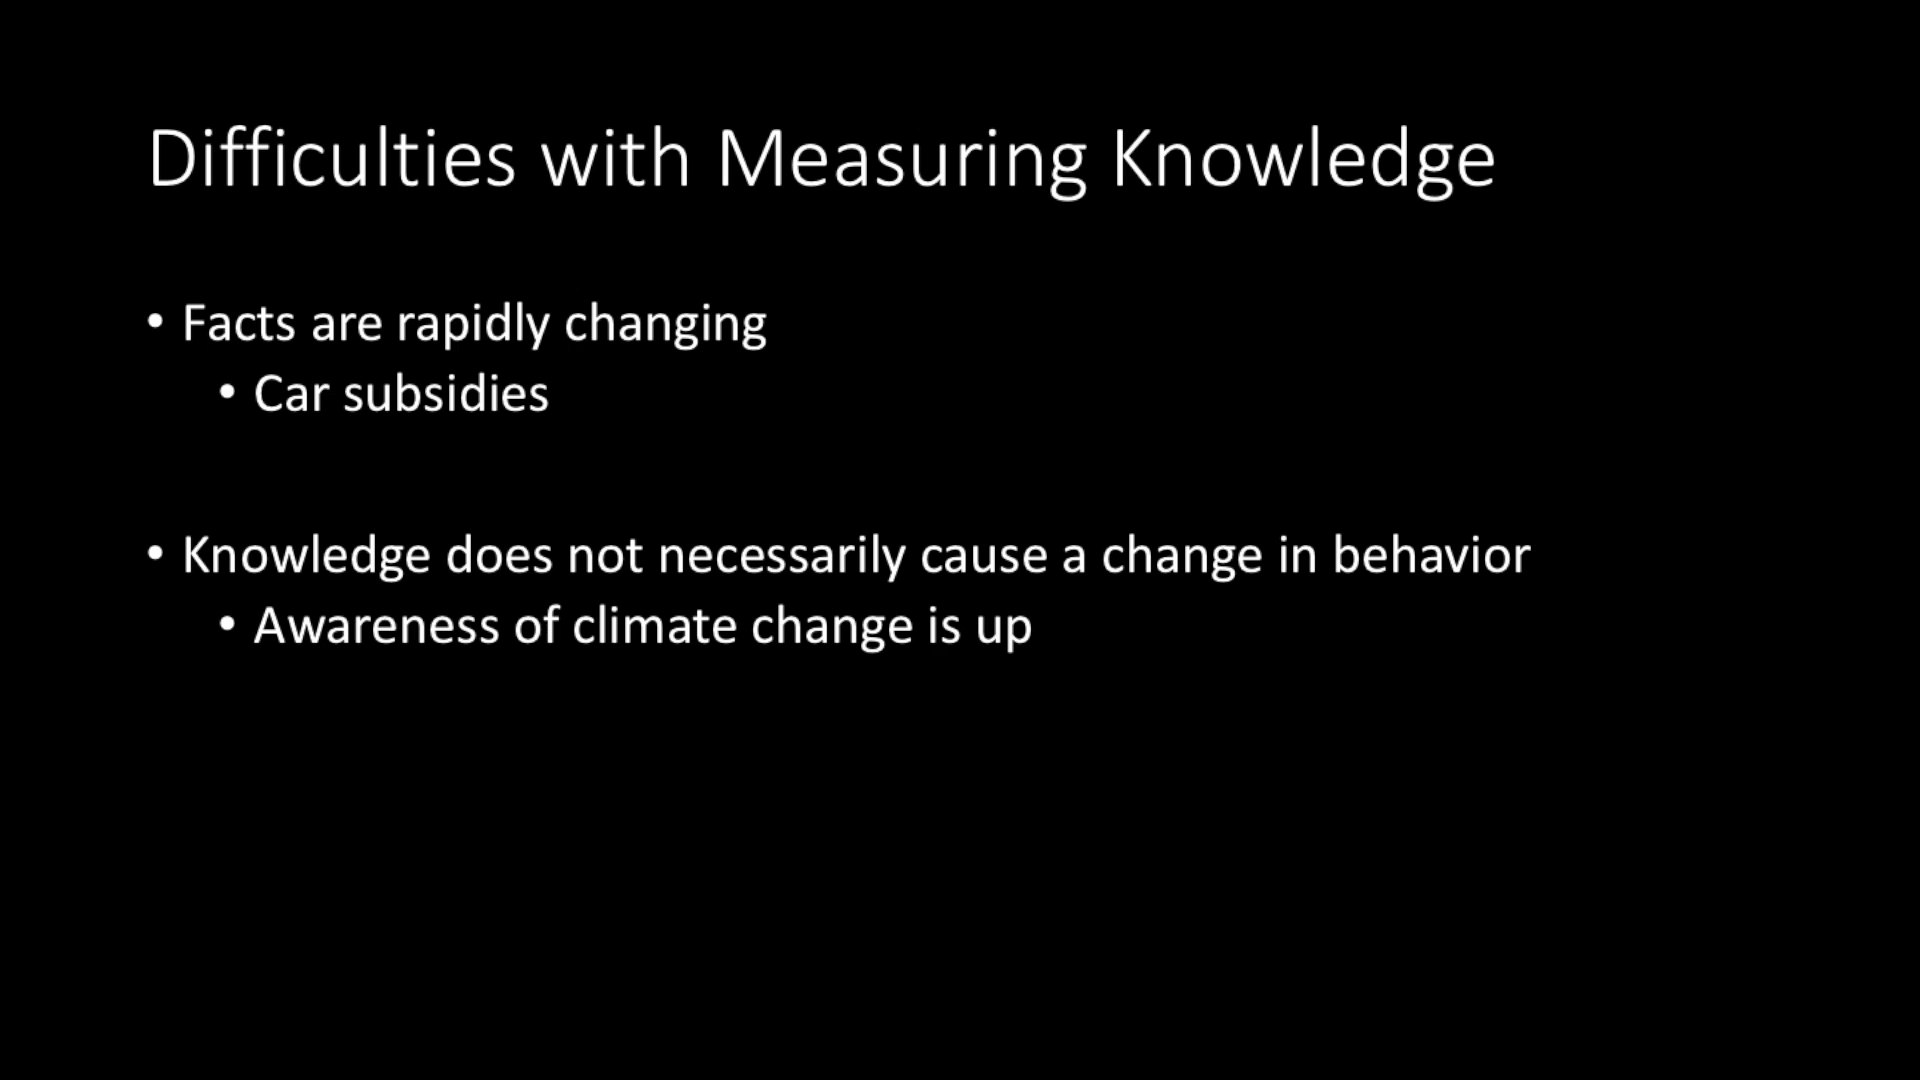 Difficulties with Measuring Knowledge
• Facts are rapidly changing
• Car subsidies
• Knowledge does not necessarily cause a change in behavior
• Awareness of climate change is up